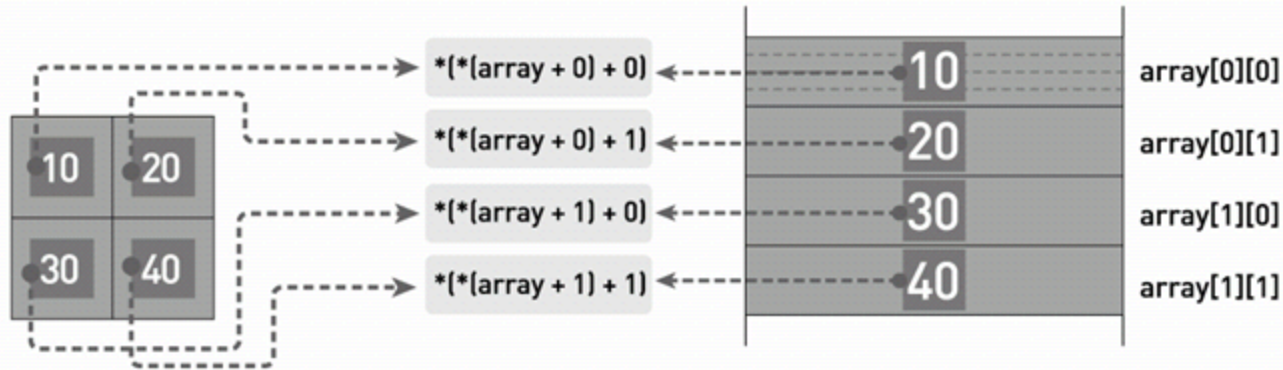 10 20
30 40
*(*(array + 0) + 0)
*(*(array + 0) + 1)
*(*(array + 1) + 0)
*(*(array + 1) + 1)
10
20
30
40
array[0][0]
array[0][1]
array[1][0]
array[1][1]